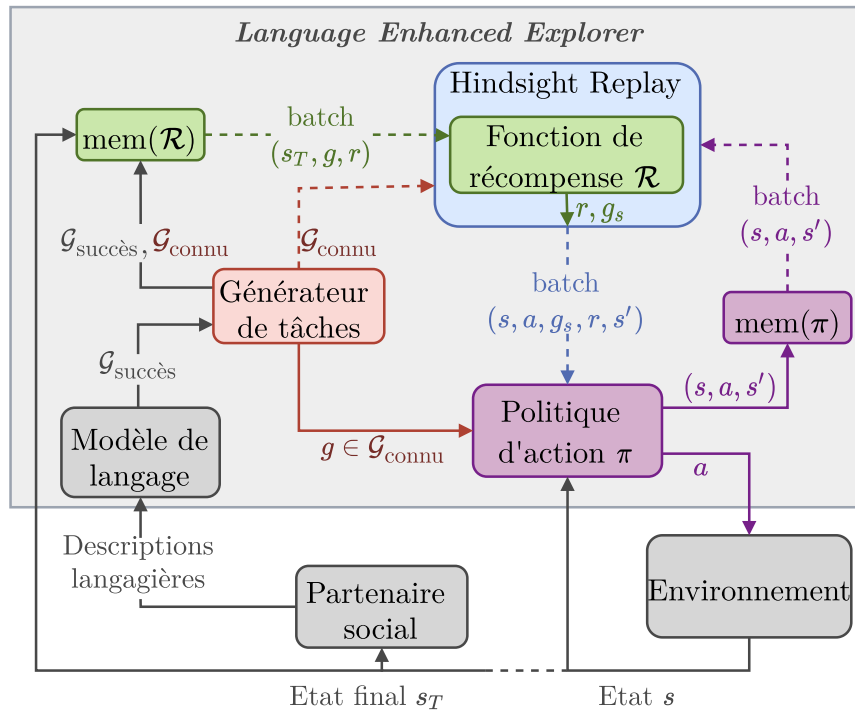 Language Enhanced Explorer
Hindsight Replay
mem(𝓡)
batch
(s_T, g, r)
Fonction de
récompense 𝓡
r, g_s
batch
(s, a, s′)
𝒢_succès, 𝒢_connu
𝒢_connu
Générateur
de tâches
batch
(s, a, g_s, r, s′)
mem(π)
𝒢_succès
(s, a, s′)
Modèle de
langage
Politique
d'action π
g ∈ 𝒢_connu
a
Descriptions
langagières
Partenaire
social
Environnement
Etat final s_T
Etat s